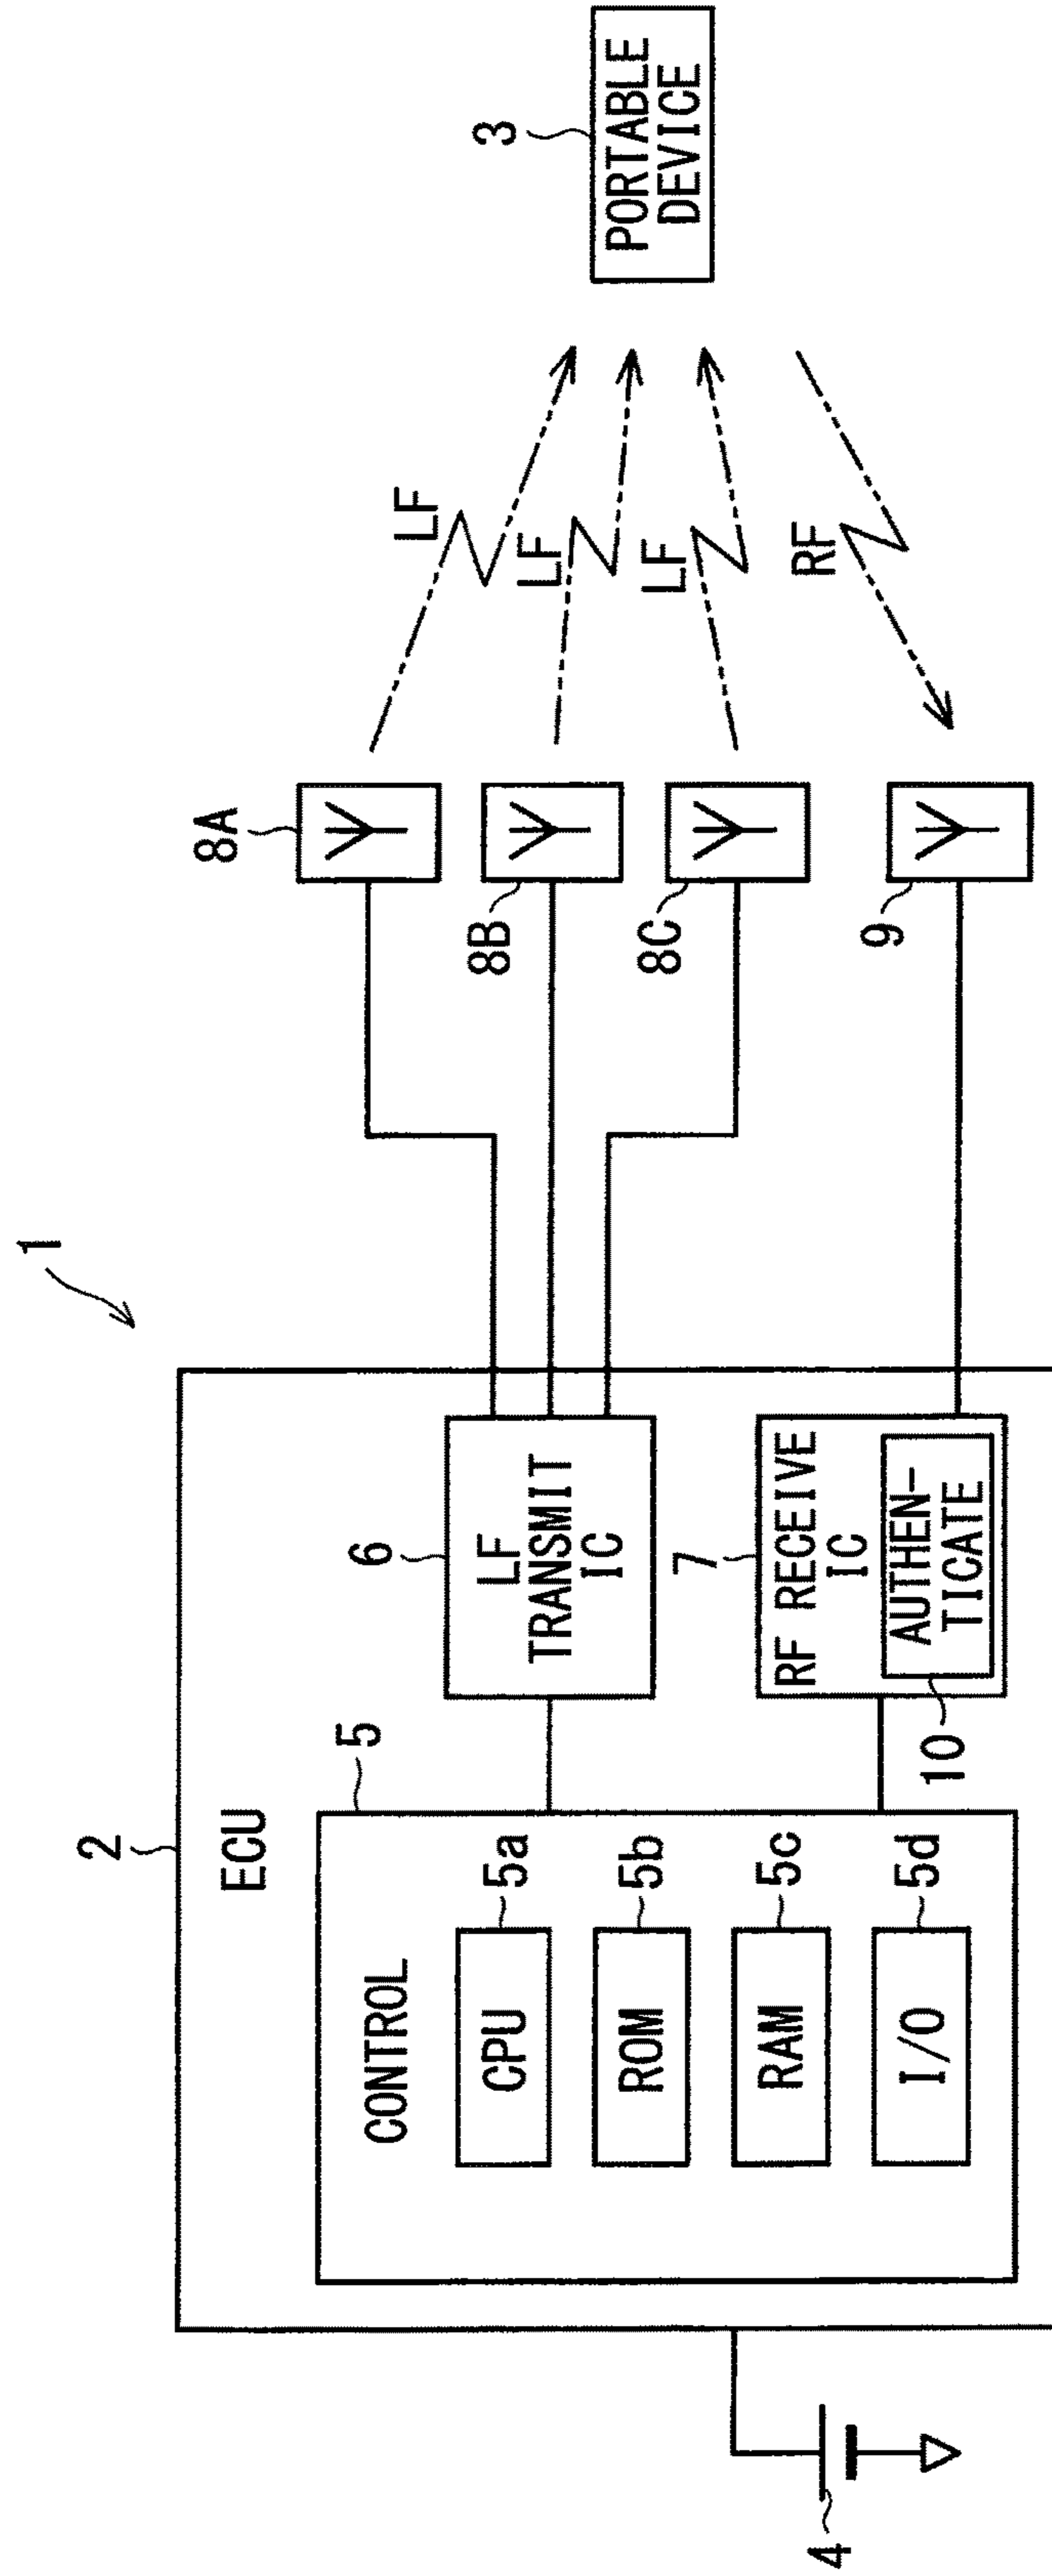 1
2
ECU
5
CONTROL
CPU
5a
ROM
5b
RAM
5c
I/O
5d
6
LF
TRANSMIT
IC
7
RF RECEIVE
IC
AUTHEN-
TICATE
10
8A
8B
8C
9
LF
LF
LF
RF
3
PORTABLE
DEVICE
4